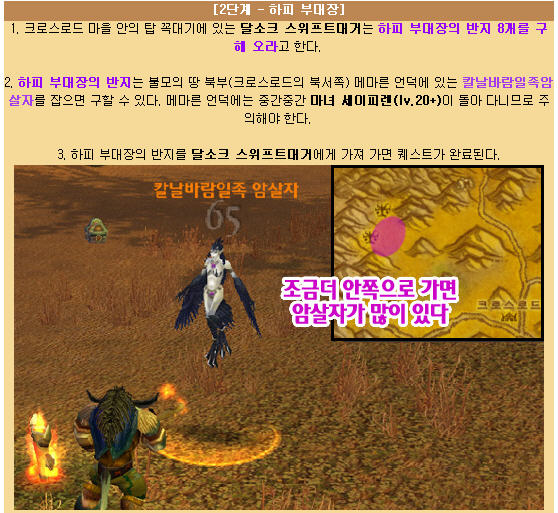 [2단계 - 하피 부대장]
1. 크로스로드 마을 안의 탑 꼭대기에 있는 달소크 스위프트대거는 하피 부대장의 반지 8개를 구
해 오라고 한다.
2. 하피 부대장의 반지는 불모의 땅 북부(크로스로드의 북서쪽) 메마른 언덕에 있는 칼날바람일족암
살자를 잡으면 구할 수 있다. 메마른 언덕에는 중간중간 마녀 세이피렌(lv.20+)이 돌아 다니므로 주
의해야 한다.
3. 하피 부대장의 반지를 달소크 스위프트대거에게 가져 가면 퀘스트가 완료된다.
칼날바람일족 암살자
65
조금더 안쪽으로 가면
암살자가 많이 있다
크로스로드